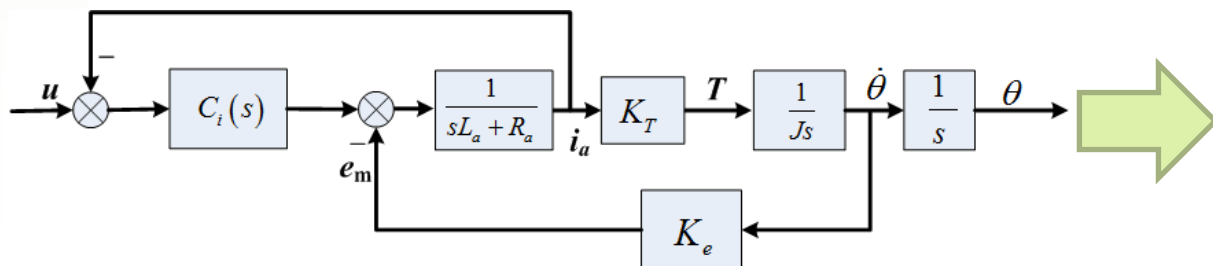 −
u
C_i(s)
1
sL_a + R_a
i_a
K_T
T
1
Js
θ̇
1
s
θ
−
e_m
K_e